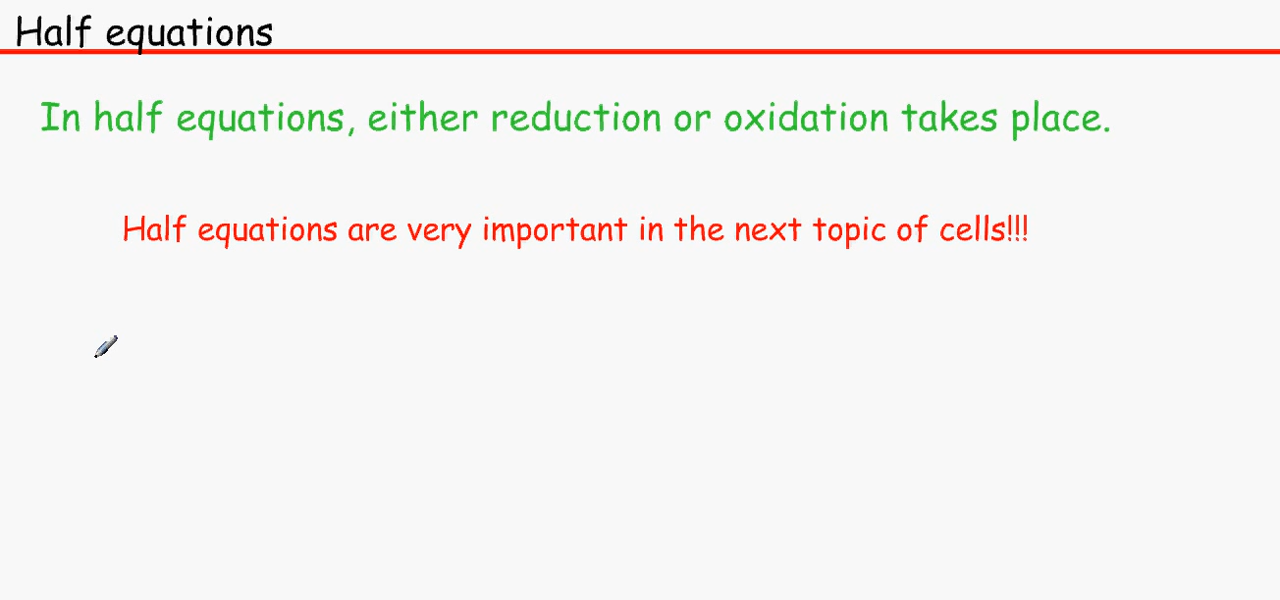 Half equations
In half equations, either reduction or oxidation takes place.
Half equations are very important in the next topic of cells!!!